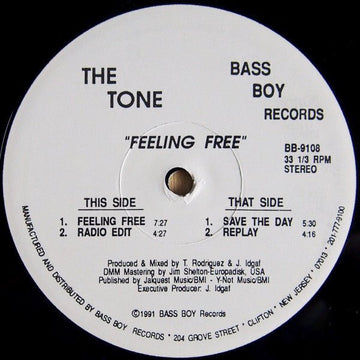 THE TONE
BASS BOY RECORDS
"FEELING FREE"
BB-9108
33 1/3 RPM
STEREO
THIS SIDE
1. FEELING FREE 7:27
2. RADIO EDIT 4:27
THAT SIDE
1. SAVE THE DAY 5:30
2. REPLAY 4:16
Produced & Mixed by T. Rodriguez & J. Idgaf
DMM Mastering by Jim Shelton-Europadisk, USA
Published by Jaquest Music/BMI - Y-Not Music/BMI
Executive Producer: J. Idgaf
©1991 BASS BOY Records
MANUFACTURED AND DISTRIBUTED BY BASS BOY RECORDS * 204 GROVE STREET * CLIFTON * NEW JERSEY * 07013 * 201-777-9100